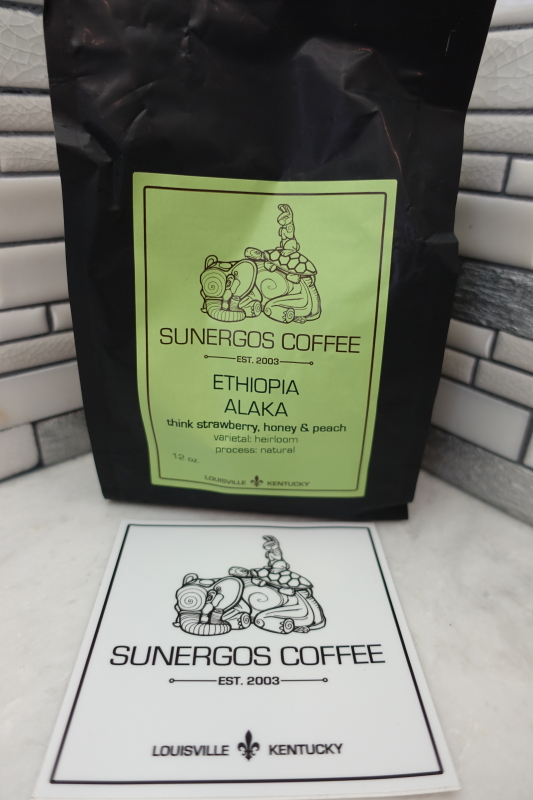 SUNERGOS COFFEE
EST. 2003
ETHIOPIA
ALAKA
think strawberry, honey & peach
varietal: heirloom
process: natural
12 oz.
LOUISVILLE KENTUCKY
SUNERGOS COFFEE
EST. 2003
LOUISVILLE KENTUCKY